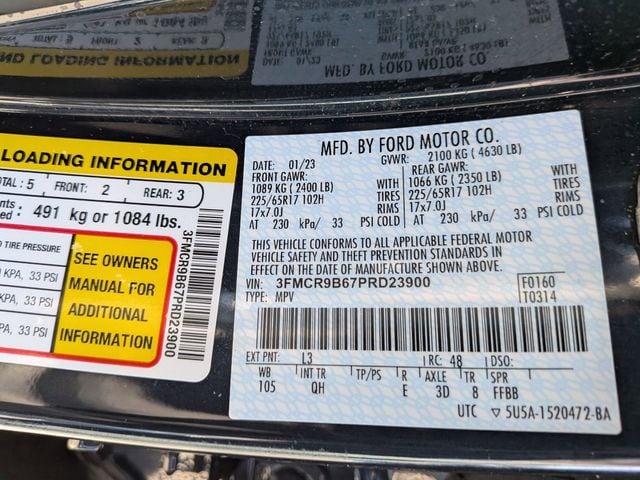 LOADING INFORMATION
TOTAL: 5 FRONT: 2 REAR: 3
491 kg or 1084 lbs.
TIRE PRESSURE
KPA, 33 PSI
KPA, 33 PSI
KPA, 33 PSI
SEE OWNERS
MANUAL FOR
ADDITIONAL
INFORMATION
3FMCR9B67PRD23900
MFD. BY FORD MOTOR CO.
DATE: 01/23 GVWR: 2100 KG ( 4630 LB)
FRONT GAWR: REAR GAWR:
1089 KG ( 2400 LB) WITH 1066 KG ( 2350 LB) WITH
225/65R17 102H TIRES 225/65R17 102H TIRES
17x7.0J RIMS 17x7.0J RIMS
AT 230 kPa/ 33 PSI COLD AT 230 kPa/ 33 PSI COLD
THIS VEHICLE CONFORMS TO ALL APPLICABLE FEDERAL MOTOR
VEHICLE SAFETY AND THEFT PREVENTION STANDARDS IN
EFFECT ON THE DATE OF MANUFACTURE SHOWN ABOVE.
VIN: 3FMCR9B67PRD23900 F0160
TYPE: MPV T0314
EXT PNT: L3 RC: 48 DSO:
WB INT TR TP/PS R AXLE TR SPR
105 QH E 3D 8 FFBB
UTC ▽ 5U5A-1520472-BA